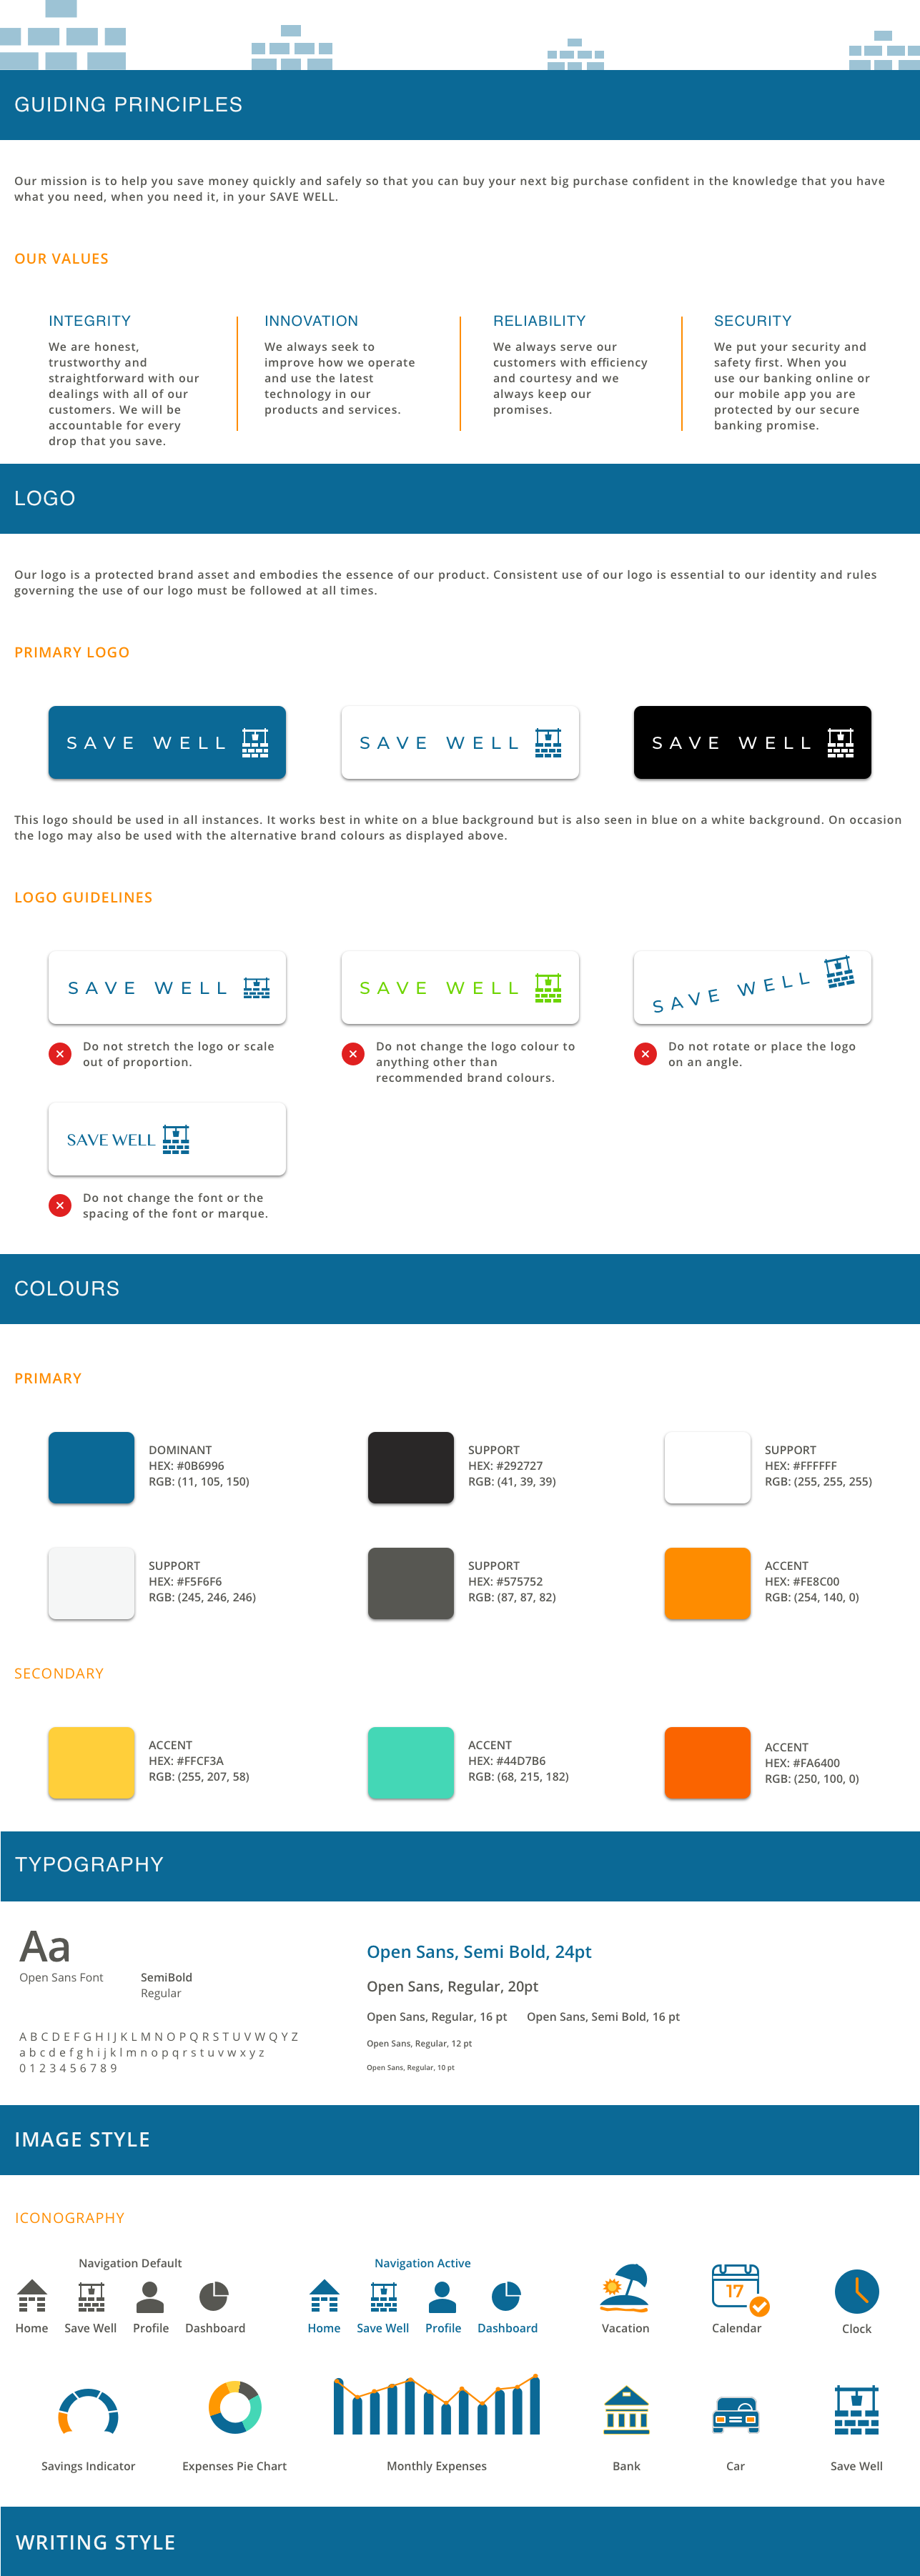 GUIDING PRINCIPLES
Our mission is to help you save money quickly and safely so that you can buy your next big purchase confident in the knowledge that you have
what you need, when you need it, in your SAVE WELL.
OUR VALUES
INTEGRITY
We are honest,
trustworthy and
straightforward with our
dealings with all of our
customers. We will be
accountable for every
drop that you save.
INNOVATION
We always seek to
improve how we operate
and use the latest
technology in our
products and services.
RELIABILITY
We always serve our
customers with efficiency
and courtesy and we
always keep our
promises.
SECURITY
We put your security and
safety first. When you
use our banking online or
our mobile app you are
protected by our secure
banking promise.
LOGO
Our logo is a protected brand asset and embodies the essence of our product. Consistent use of our logo is essential to our identity and rules
governing the use of our logo must be followed at all times.
PRIMARY LOGO
SAVE WELL
SAVE WELL
SAVE WELL
This logo should be used in all instances. It works best in white on a blue background but is also seen in blue on a white background. On occasion
the logo may also be used with the alternative brand colours as displayed above.
LOGO GUIDELINES
SAVE WELL
Do not stretch the logo or scale
out of proportion.
SAVE WELL
Do not change the logo colour to
anything other than
recommended brand colours.
SAVE WELL
Do not rotate or place the logo
on an angle.
SAVE WELL
Do not change the font or the
spacing of the font or marque.
COLOURS
PRIMARY
DOMINANT
HEX: #0B6996
RGB: (11, 105, 150)
SUPPORT
HEX: #292727
RGB: (41, 39, 39)
SUPPORT
HEX: #FFFFFF
RGB: (255, 255, 255)
SUPPORT
HEX: #F5F6F6
RGB: (245, 246, 246)
SUPPORT
HEX: #575752
RGB: (87, 87, 82)
ACCENT
HEX: #FE8C00
RGB: (254, 140, 0)
SECONDARY
ACCENT
HEX: #FFCF3A
RGB: (255, 207, 58)
ACCENT
HEX: #44D7B6
RGB: (68, 215, 182)
ACCENT
HEX: #FA6400
RGB: (250, 100, 0)
TYPOGRAPHY
Aa
Open Sans Font
SemiBold
Regular
A B C D E F G H I J K L M N O P Q R S T U V W Q Y Z
a b c d e f g h i j k l m n o p q r s t u v w x y z
0 1 2 3 4 5 6 7 8 9
Open Sans, Semi Bold, 24pt
Open Sans, Regular, 20pt
Open Sans, Regular, 16 pt
Open Sans, Semi Bold, 16 pt
Open Sans, Regular, 12 pt
Open Sans, Regular, 10 pt
IMAGE STYLE
ICONOGRAPHY
Navigation Default
Home
Save Well
Profile
Dashboard
Navigation Active
Home
Save Well
Profile
Dashboard
Vacation
17
Calendar
Clock
Savings Indicator
Expenses Pie Chart
Monthly Expenses
Bank
Car
Save Well
WRITING STYLE